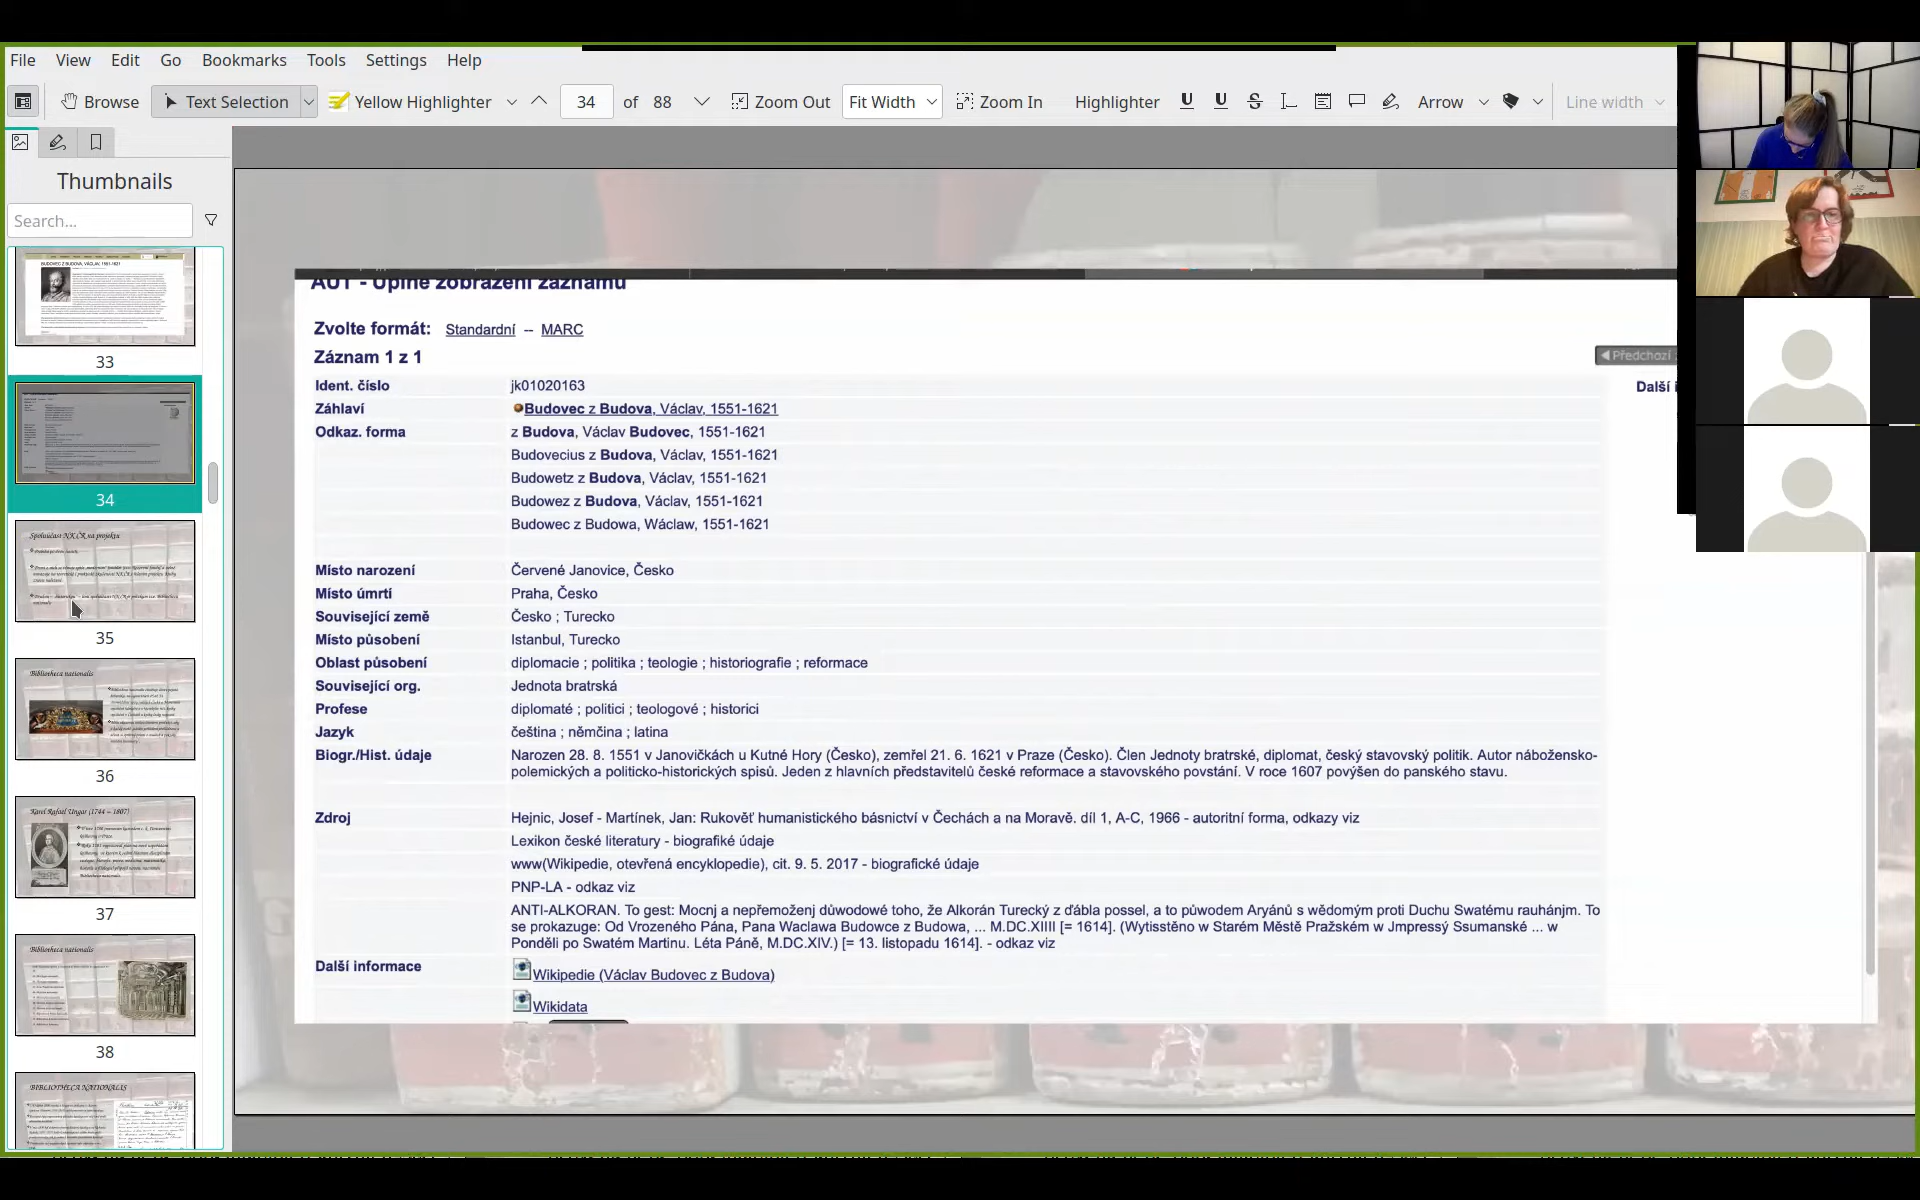 File View Edit Go Bookmarks Tools Settings Help
Browse Text Selection Yellow Highlighter 34 of 88 Zoom Out Fit Width Zoom In Highlighter Arrow Line width
Thumbnails
Search...
BUDOVEC Z BUDOVA, VÁCLAV, 1551-1621
33
34
Spoluúčast NK ČR na projektu
35
Bibliotheca nationalis
36
Karel Rafael Ungar (1744 – 1807)
37
Bibliotheca nationalis
38
BIBLIOTHECA NATIONALIS
AUT - Úplné zobrazení záznamu
Zvolte formát: Standardní -- MARC
Záznam 1 z 1
Předchozí
Další
Ident. číslo jk01020163
Záhlaví Budovec z Budova, Václav, 1551-1621
Odkaz. forma z Budova, Václav Budovec, 1551-1621
Budovecius z Budova, Václav, 1551-1621
Budowetz z Budova, Václav, 1551-1621
Budowez z Budova, Václav, 1551-1621
Budowec z Budowa, Wáclaw, 1551-1621
Místo narození Červené Janovice, Česko
Místo úmrtí Praha, Česko
Související země Česko ; Turecko
Místo působení Istanbul, Turecko
Oblast působení diplomacie ; politika ; teologie ; historiografie ; reformace
Související org. Jednota bratrská
Profese diplomaté ; politici ; teologové ; historici
Jazyk čeština ; němčina ; latina
Biogr./Hist. údaje Narozen 28. 8. 1551 v Janovičkách u Kutné Hory (Česko), zemřel 21. 6. 1621 v Praze (Česko). Člen Jednoty bratrské, diplomat, český stavovský politik. Autor nábožensko-
polemických a politicko-historických spisů. Jeden z hlavních představitelů české reformace a stavovského povstání. V roce 1607 povýšen do panského stavu.
Zdroj Hejnic, Josef - Martínek, Jan: Rukověť humanistického básnictví v Čechách a na Moravě. díl 1, A-C, 1966 - autoritní forma, odkazy viz
Lexikon české literatury - biografiké údaje
www(Wikipedie, otevřená encyklopedie), cit. 9. 5. 2017 - biografické údaje
PNP-LA - odkaz viz
ANTI-ALKORAN. To gest: Mocnj a nepřemoženj důwodowé toho, že Alkorán Turecký z ďábla possel, a to půwodem Aryánů s wědomým proti Duchu Swatému rauhánjm. To
se prokazuge: Od Vrozeného Pána, Pana Waclawa Budowce z Budowa, ... M.DC.XIIII [= 1614]. (Wytisstěno w Starém Městě Pražském w Jmpressý Ssumanské ... w
Ponděli po Swatém Martinu. Léta Páně, M.DC.XIV.) [= 13. listopadu 1614]. - odkaz viz
Další informace Wikipedie (Václav Budovec z Budova)
Wikidata